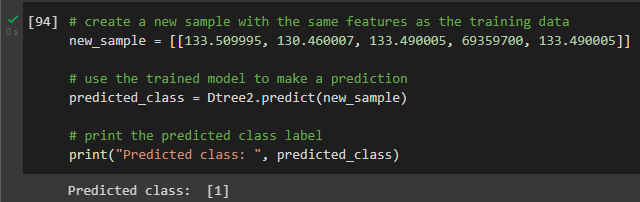 [94] # create a new sample with the same features as the training data
0s new_sample = [[133.509995, 130.460007, 133.490005, 69359700, 133.490005]]
# use the trained model to make a prediction
predicted_class = Dtree2.predict(new_sample)
# print the predicted class label
print("Predicted class: ", predicted_class)
Predicted class:  [1]